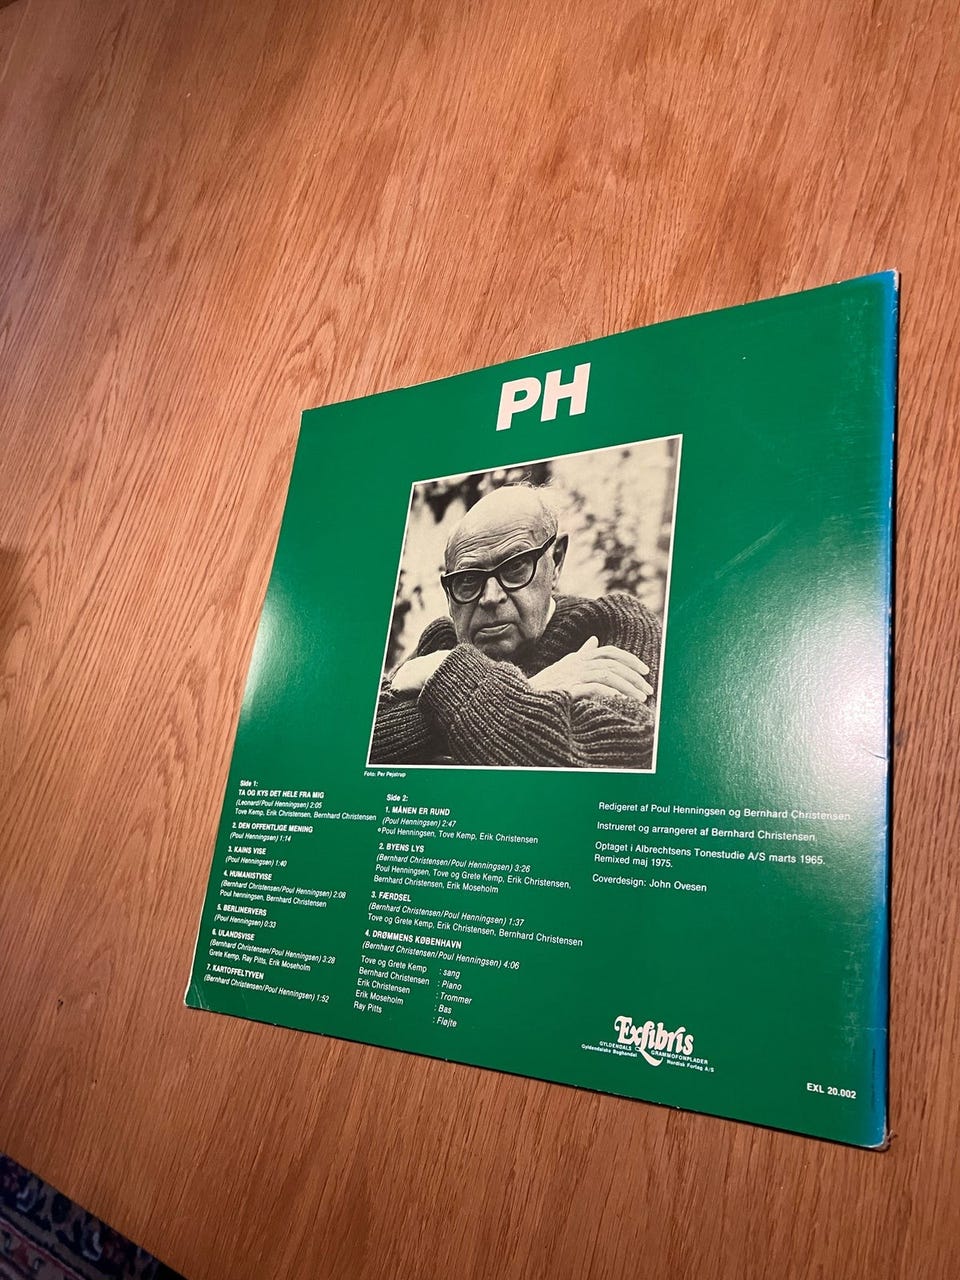 PH
Foto: Per Pejstrup
Side 1:
TA OG KYS DET HELE FRA MIG
(Leonard/Poul Henningsen) 2:05
Tove Kemp, Erik Christensen, Bernhard Christensen
2. DEN OFFENTLIGE MENING
(Poul Henningsen) 1:14
3. KAINS VISE
(Poul Henningsen) 1:40
4. HUMANISTVISE
(Bernhard Christensen/Poul Henningsen) 2:08
Poul henningsen, Bernhard Christensen
5. BERLINERVERS
(Poul Henningsen) 0:33
6. ULANDSVISE
(Bernhard Christensen/Poul Henningsen) 3:28
Grete Kemp, Ray Pitts, Erik Moseholm
7. KARTOFFELTYVEN
(Bernhard Christensen/Poul Henningsen) 1:52
Side 2:
1. MÅNEN ER RUND
(Poul Henningsen) 2:47
Poul Henningsen, Tove Kemp, Erik Christensen
2. BYENS LYS
(Bernhard Christensen/Poul Henningsen) 3:26
Poul Henningsen, Tove og Grete Kemp, Erik Christensen,
Bernhard Christensen, Erik Moseholm
3. FÆRDSEL
(Bernhard Christensen/Poul Henningsen) 1:37
Tove og Grete Kemp, Erik Christensen, Bernhard Christensen
4. DRØMMENS KØBENHAVN
(Bernhard Christensen/Poul Henningsen) 4:06
Tove og Grete Kemp : sang
Bernhard Christensen : Piano
Erik Christensen : Trommer
Erik Moseholm : Bas
Ray Pitts : Fløjte
Redigeret af Poul Henningsen og Bernhard Christensen.
Instrueret og arrangeret af Bernhard Christensen.
Optaget i Albrechtsens Tonestudie A/S marts 1965.
Remixed maj 1975.
Coverdesign: John Ovesen
Exlibris
GYLDENDALS GRAMMOFONPLADER
Gyldendalske Boghandel Nordisk Forlag A/S
EXL 20.002